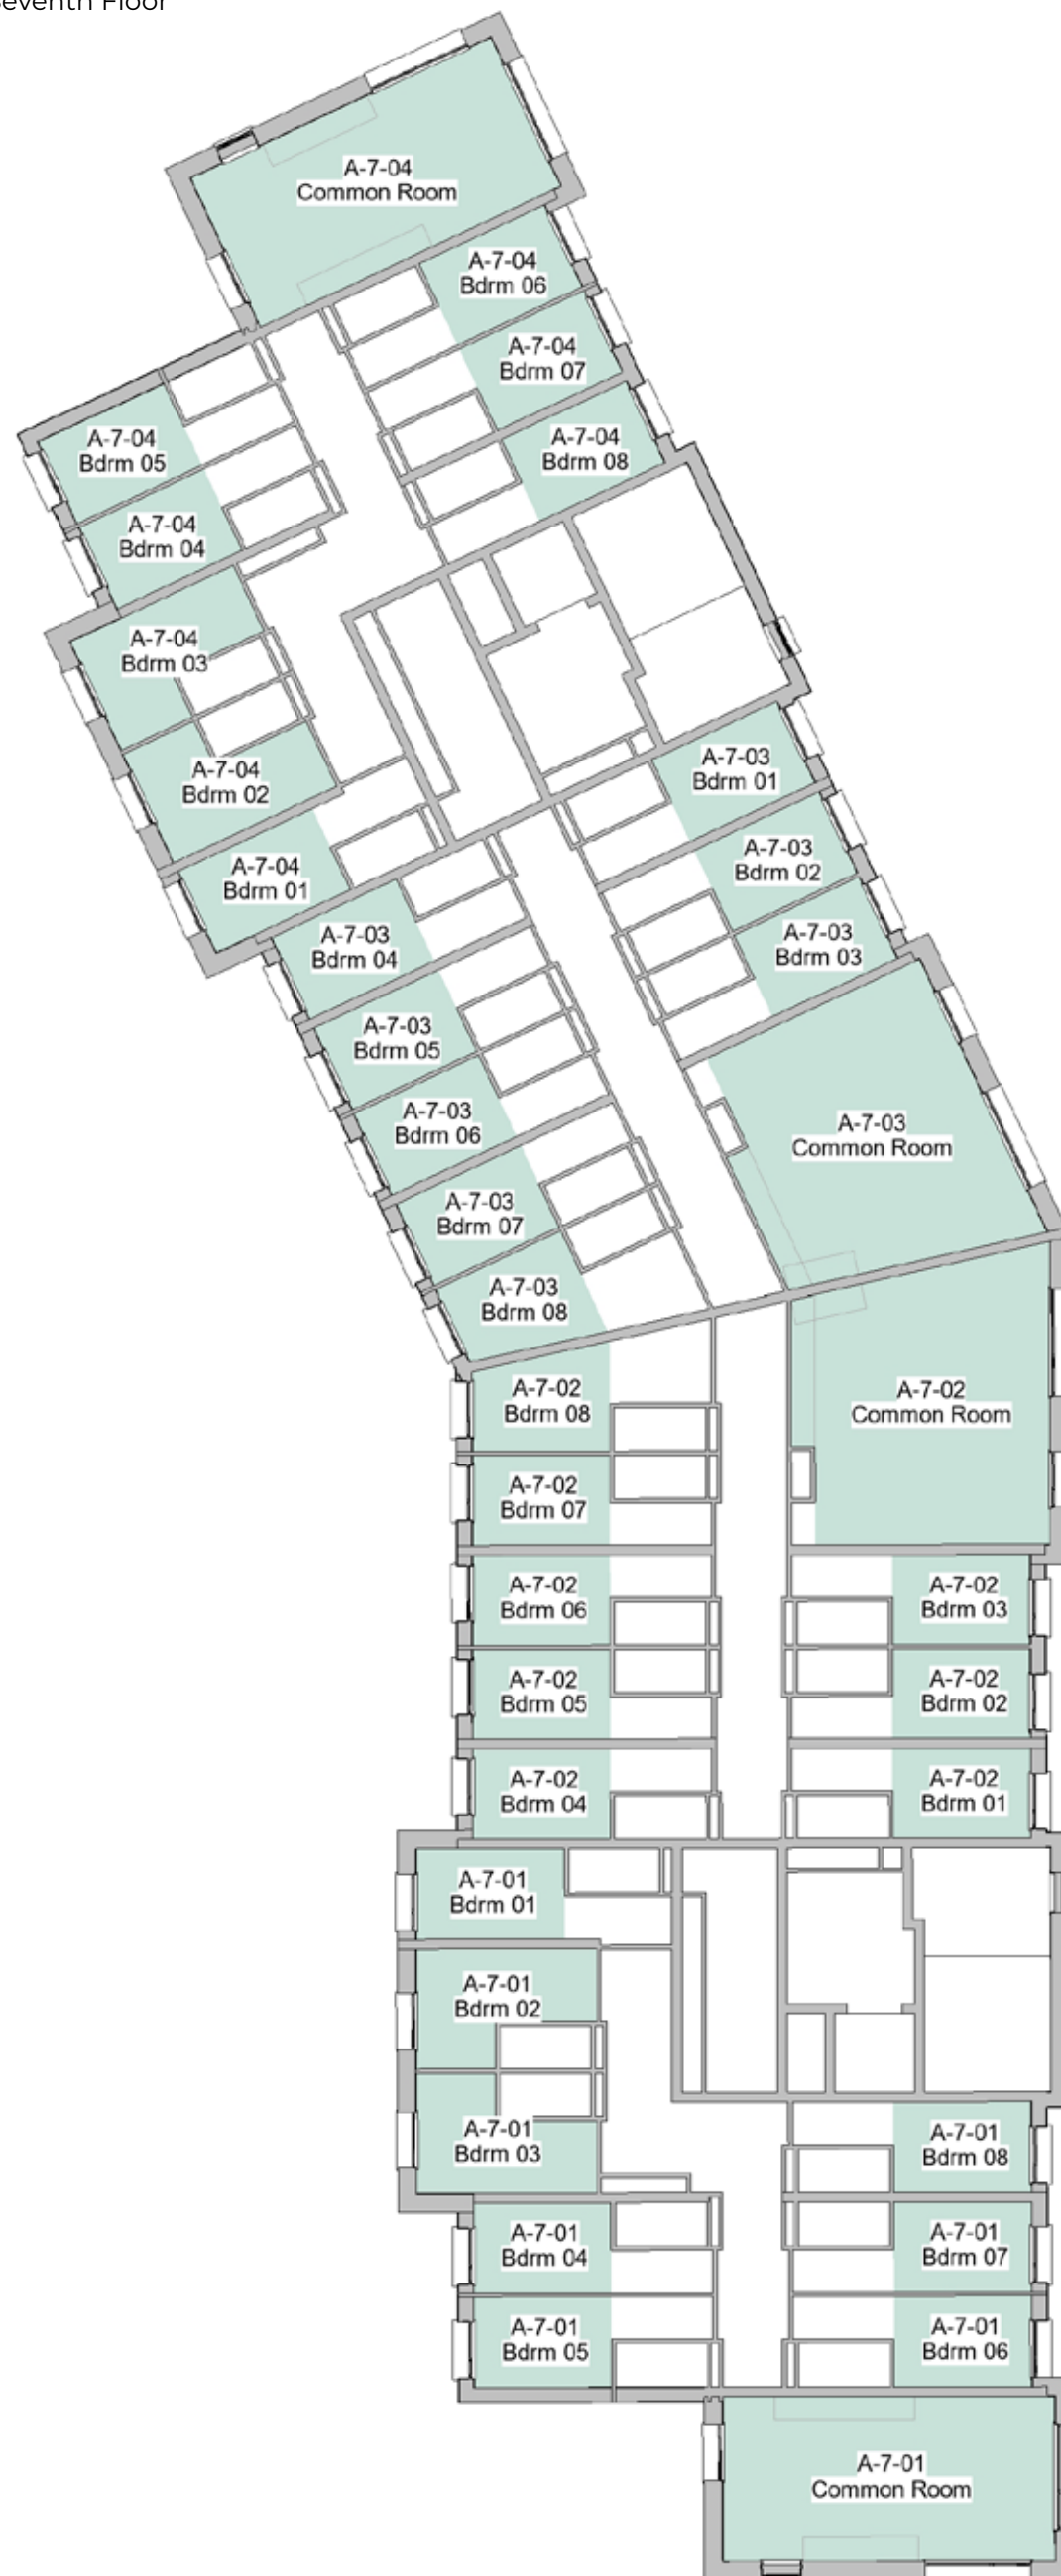 Seventh Floor
A-7-04
Common Room
A-7-04
Bdrm 06
A-7-04
Bdrm 07
A-7-04
Bdrm 08
A-7-04
Bdrm 05
A-7-04
Bdrm 04
A-7-04
Bdrm 03
A-7-04
Bdrm 02
A-7-04
Bdrm 01
A-7-03
Bdrm 01
A-7-03
Bdrm 02
A-7-03
Bdrm 03
A-7-03
Bdrm 04
A-7-03
Bdrm 05
A-7-03
Bdrm 06
A-7-03
Bdrm 07
A-7-03
Bdrm 08
A-7-03
Common Room
A-7-02
Common Room
A-7-02
Bdrm 08
A-7-02
Bdrm 07
A-7-02
Bdrm 06
A-7-02
Bdrm 03
A-7-02
Bdrm 05
A-7-02
Bdrm 02
A-7-02
Bdrm 04
A-7-02
Bdrm 01
A-7-01
Bdrm 01
A-7-01
Bdrm 02
A-7-01
Bdrm 03
A-7-01
Bdrm 08
A-7-01
Bdrm 04
A-7-01
Bdrm 07
A-7-01
Bdrm 05
A-7-01
Bdrm 06
A-7-01
Common Room